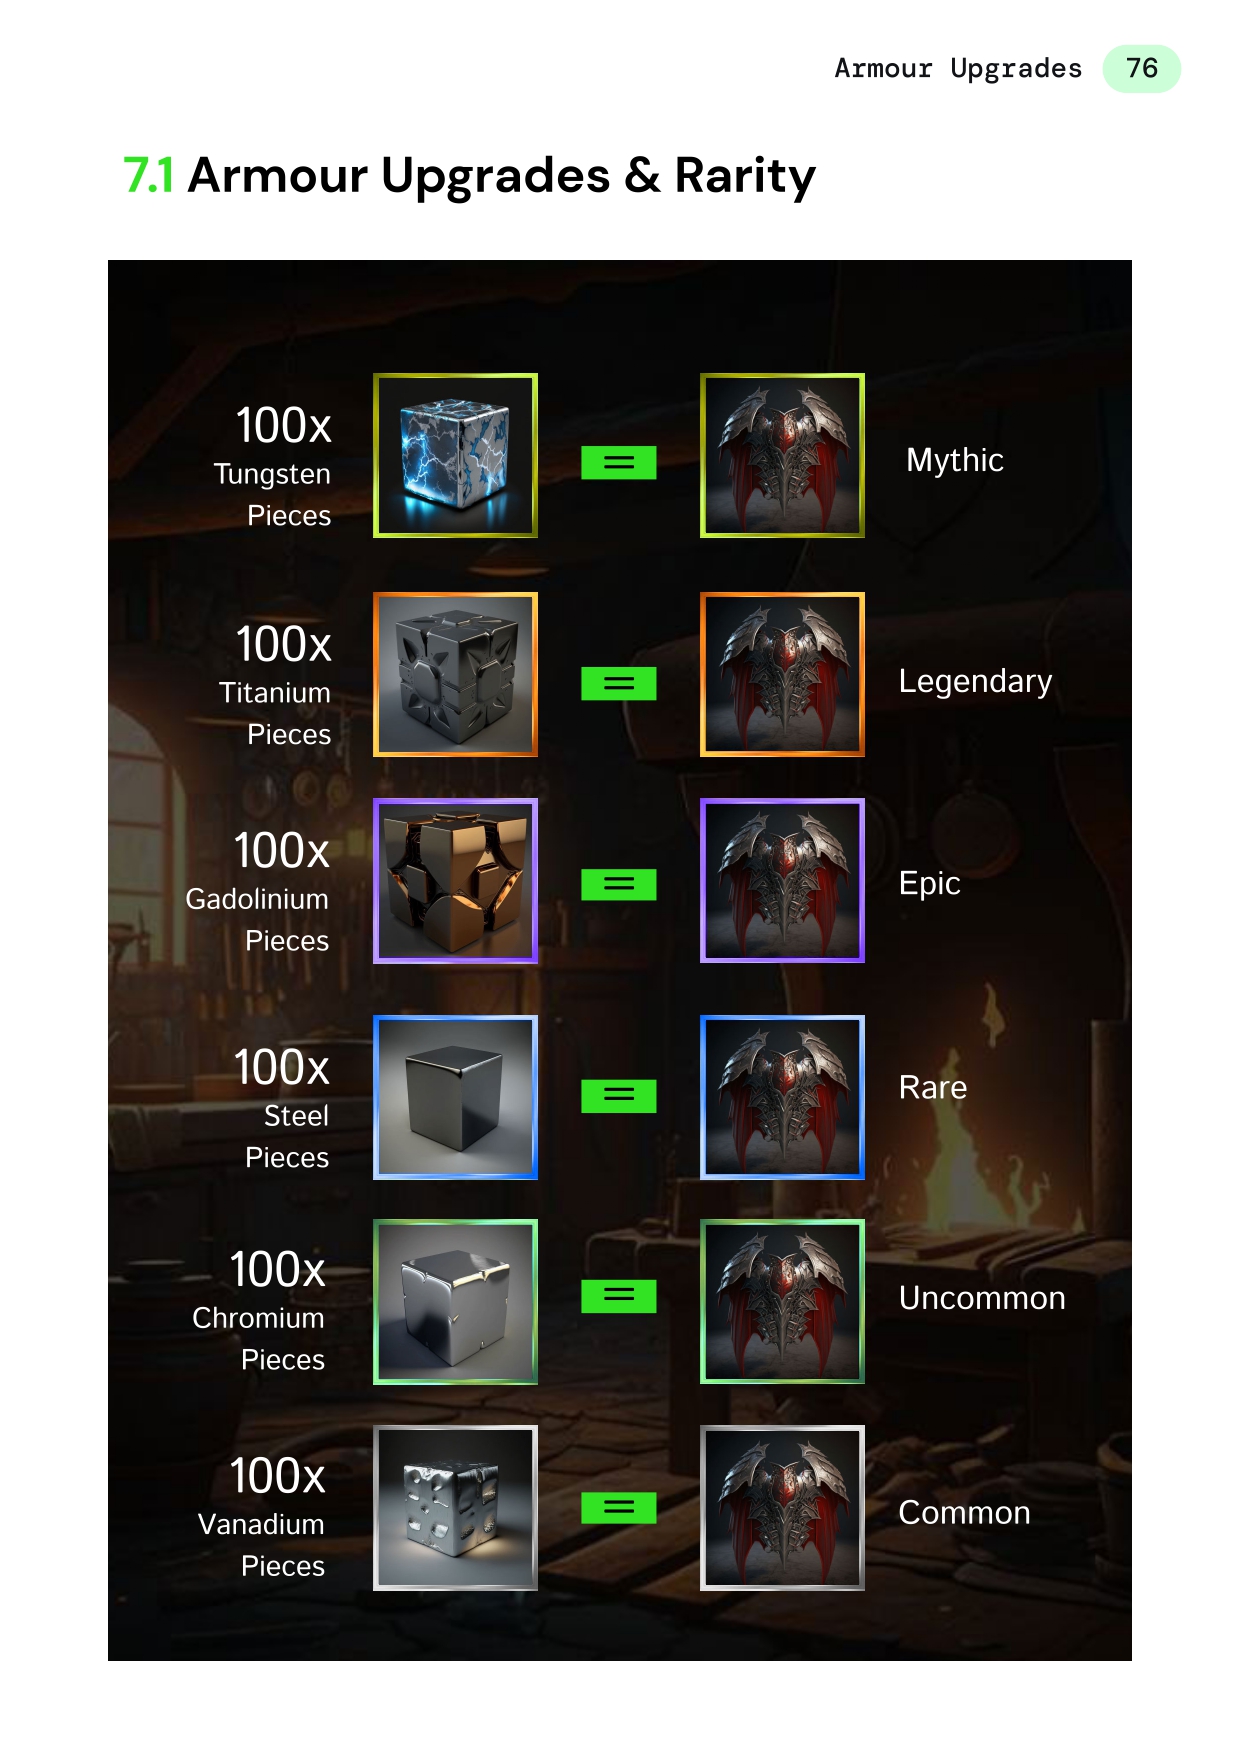 Armour Upgrades 76
7.1 Armour Upgrades & Rarity
100x
Tungsten
Pieces
=
Mythic
100x
Titanium
Pieces
=
Legendary
100x
Gadolinium
Pieces
=
Epic
100x
Steel
Pieces
=
Rare
100x
Chromium
Pieces
=
Uncommon
100x
Vanadium
Pieces
=
Common